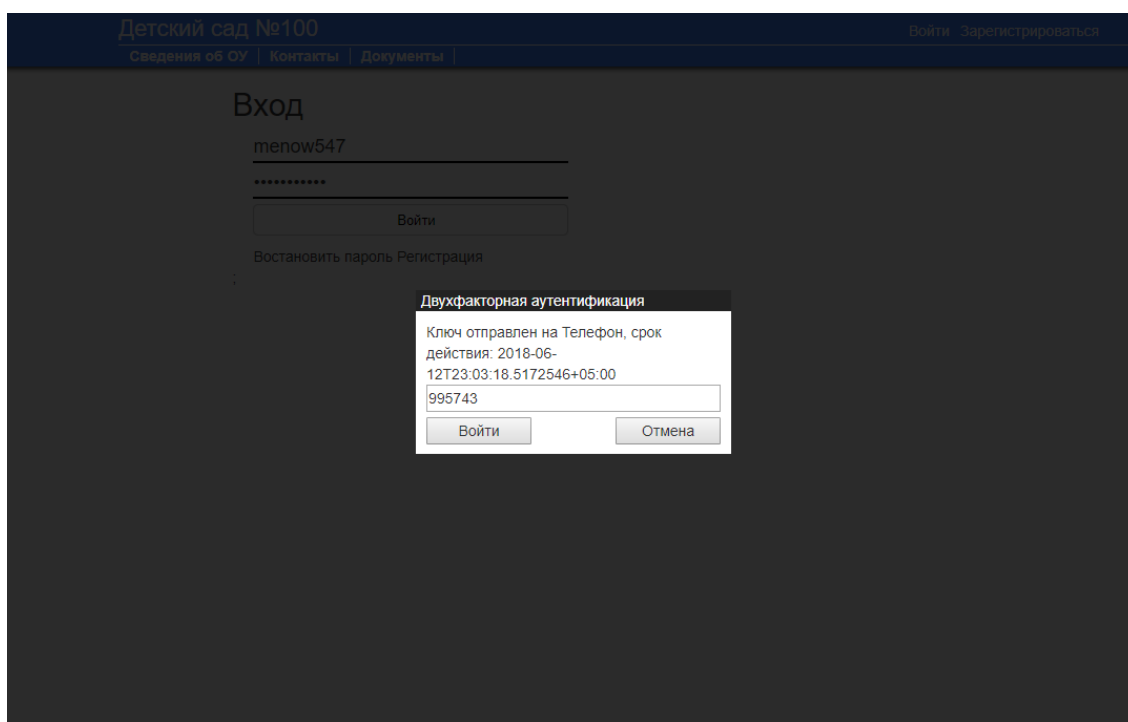 Детский сад №100
Войти Зарегистрироваться
Сведения об ОУ | Контакты | Документы |
Вход
menow547
•••••••••••
Войти
Востановить пароль Регистрация
;
Двухфакторная аутентификация
Ключ отправлен на Телефон, срок
действия: 2018-06-
12T23:03:18.5172546+05:00
995743
Войти
Отмена